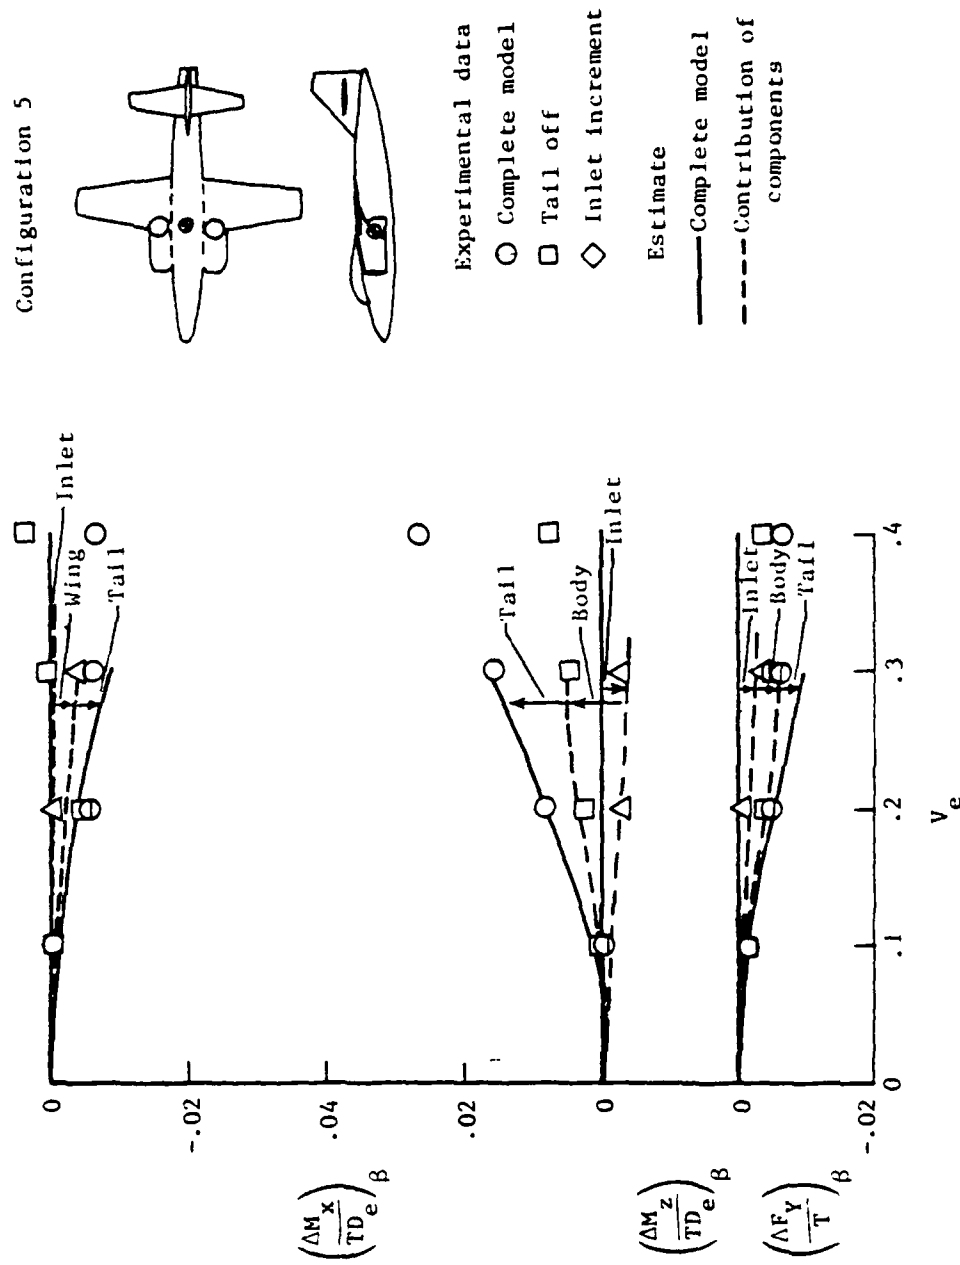 Configuration 5
Experimental data
Complete model
Tail off
Inlet increment
Estimate
Complete model
Contribution of
components
Inlet
Wing
Tail
Tail
Body
Inlet
Inlet
Body
Tail
0
-.02
.04
.02
0
0
-.02
(ΔM_x/TD_e)_β
(ΔM_z/TD_e)_β
(ΔF_Y/T)_β
0
.1
.2
.3
.4
V_e